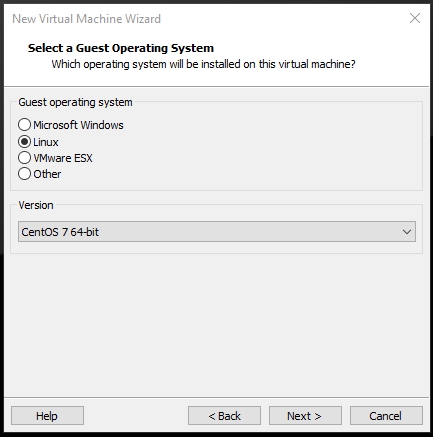 New Virtual Machine Wizard
Select a Guest Operating System
Which operating system will be installed on this virtual machine?
Guest operating system
Microsoft Windows
Linux
VMware ESX
Other
Version
CentOS 7 64-bit
Help
< Back
Next >
Cancel